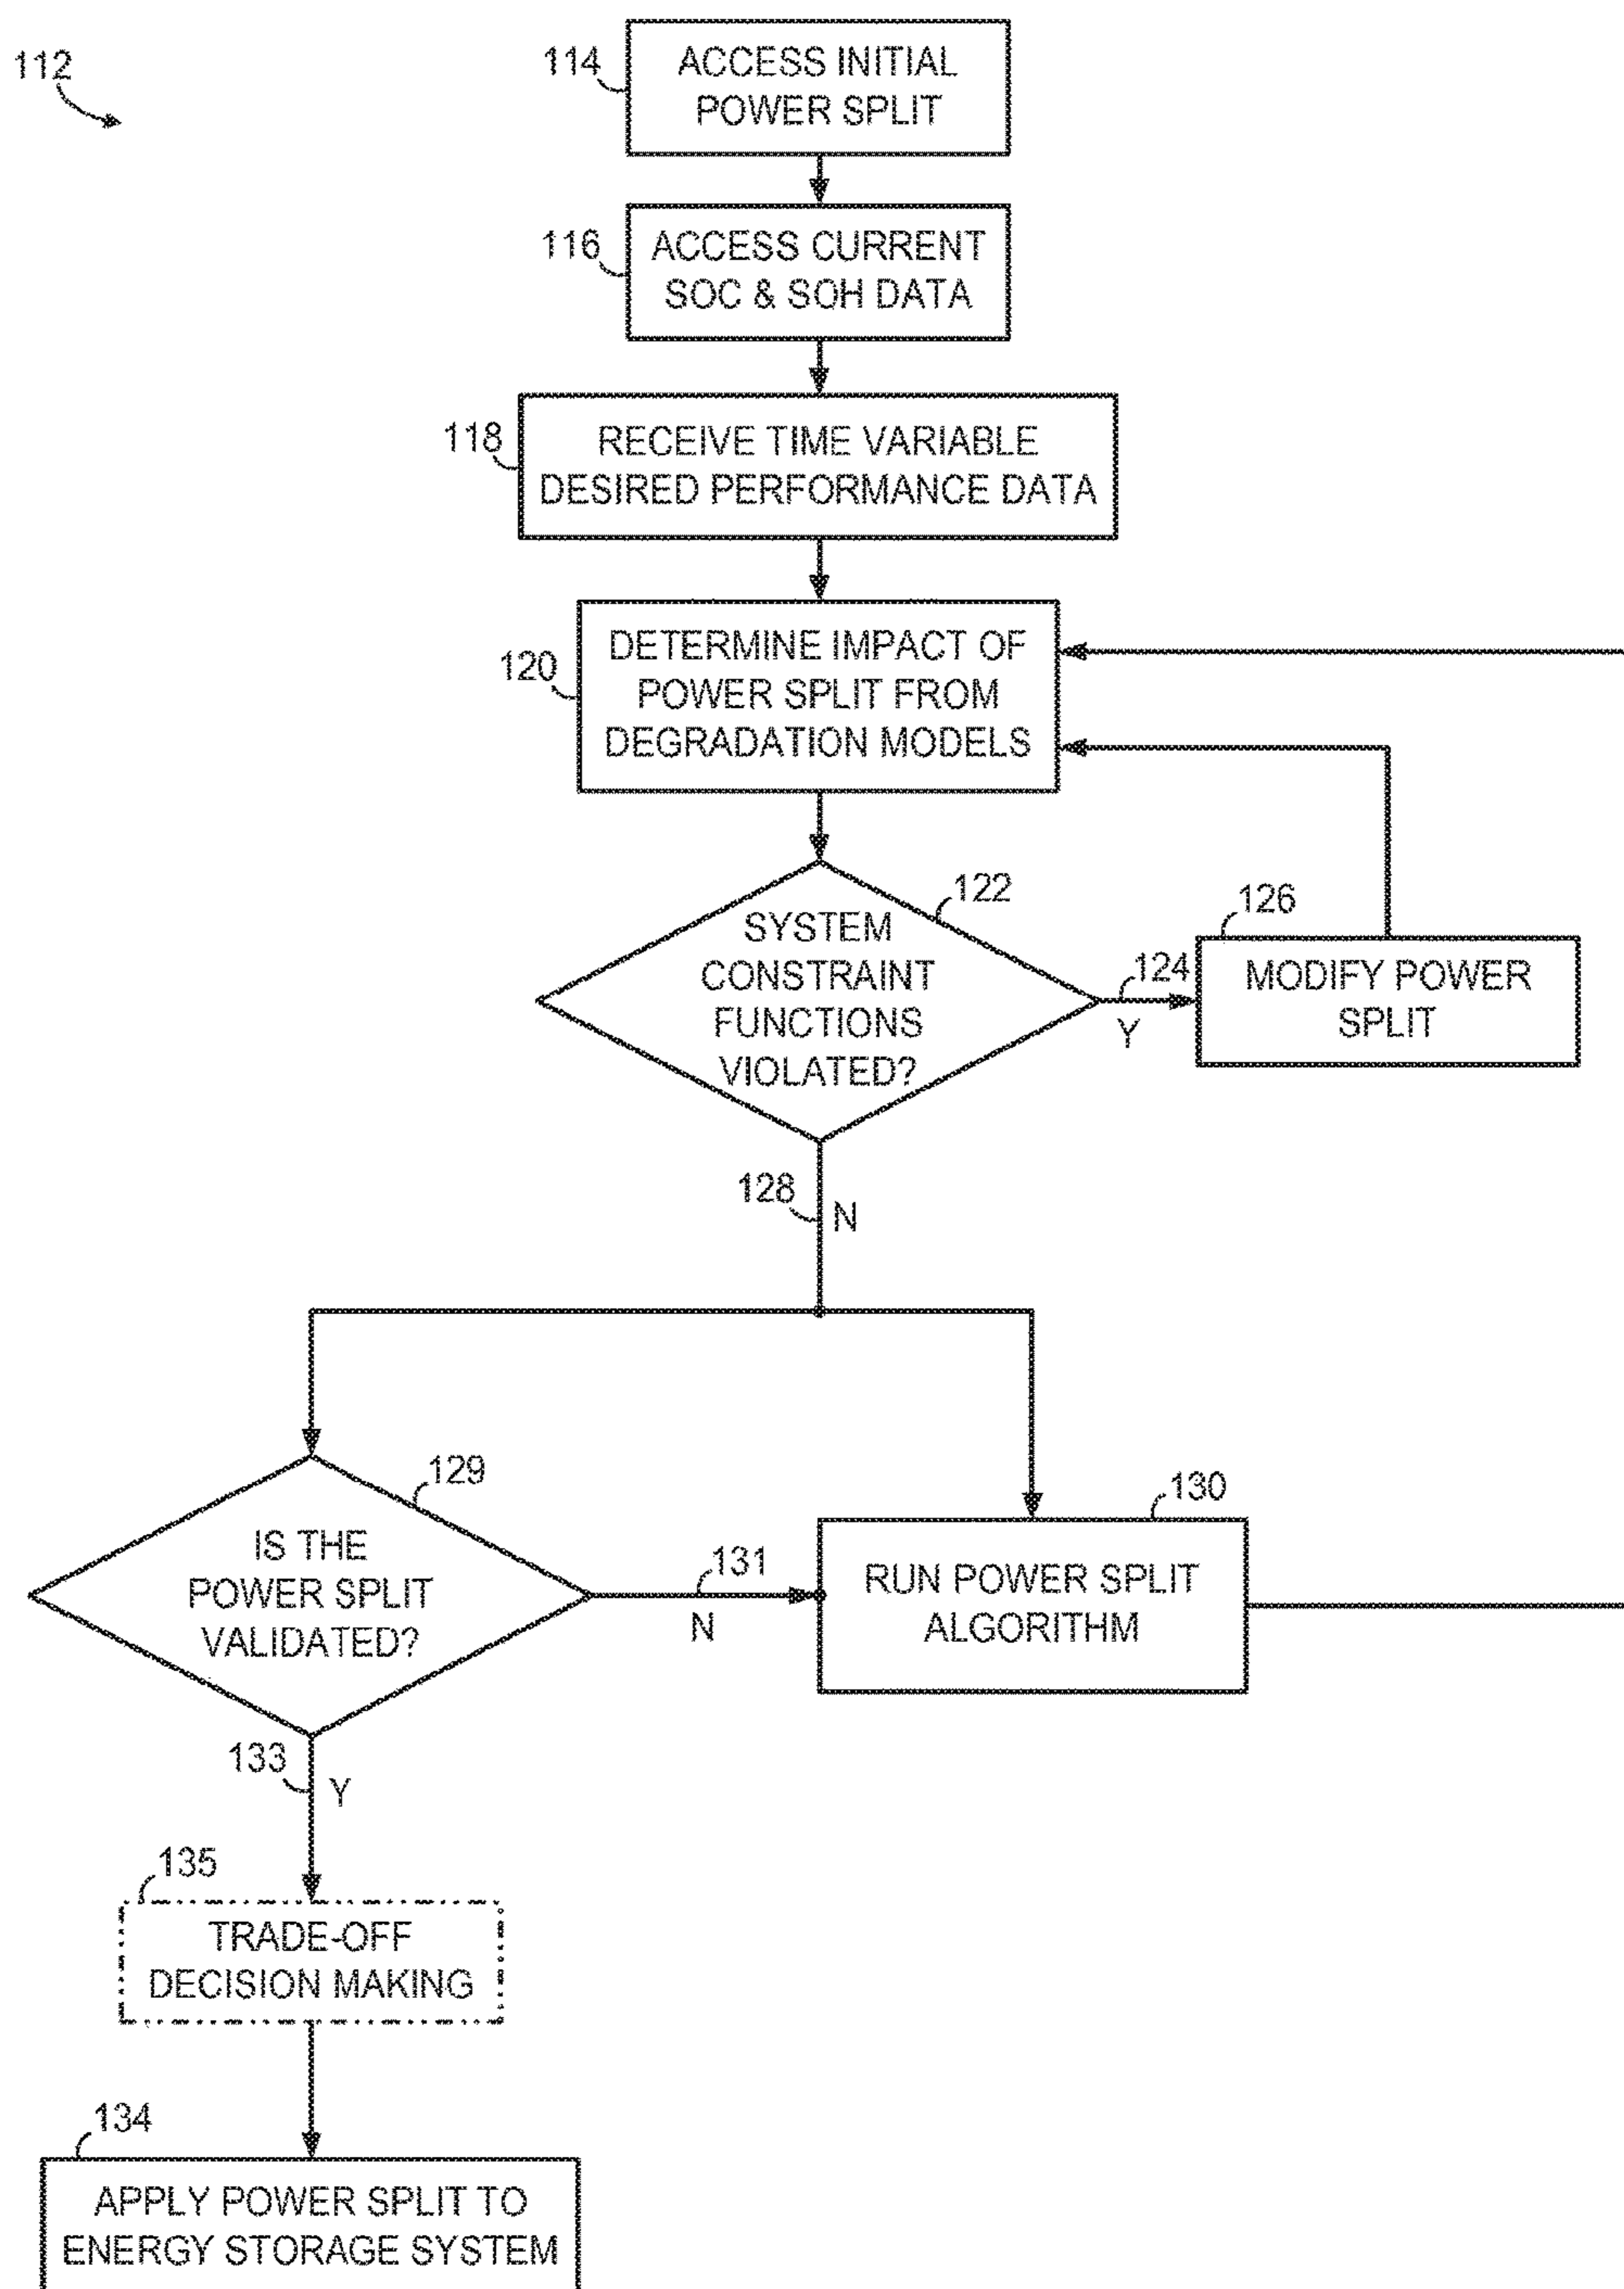 112
114
ACCESS INITIAL
POWER SPLIT
116
ACCESS CURRENT
SOC & SOH DATA
118
RECEIVE TIME VARIABLE
DESIRED PERFORMANCE DATA
120
DETERMINE IMPACT OF
POWER SPLIT FROM
DEGRADATION MODELS
122
SYSTEM
CONSTRAINT
FUNCTIONS
VIOLATED?
124
Y
126
MODIFY POWER
SPLIT
128
N
129
IS THE
POWER SPLIT
VALIDATED?
131
N
130
RUN POWER SPLIT
ALGORITHM
133
Y
135
TRADE-OFF
DECISION MAKING
134
APPLY POWER SPLIT TO
ENERGY STORAGE SYSTEM